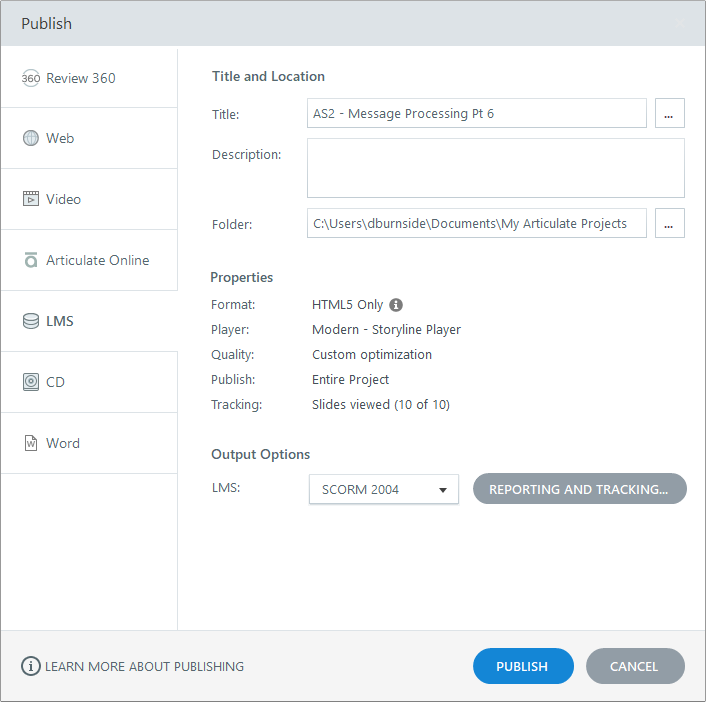 Publish
360 Review 360
Web
Video
Articulate Online
LMS
CD
W Word
Title and Location
Title: AS2 - Message Processing Pt 6 ...
Description:
Folder: C:\Users\dburnside\Documents\My Articulate Projects ...
Properties
Format: HTML5 Only
Player: Modern - Storyline Player
Quality: Custom optimization
Publish: Entire Project
Tracking: Slides viewed (10 of 10)
Output Options
LMS: SCORM 2004 REPORTING AND TRACKING...
LEARN MORE ABOUT PUBLISHING PUBLISH CANCEL